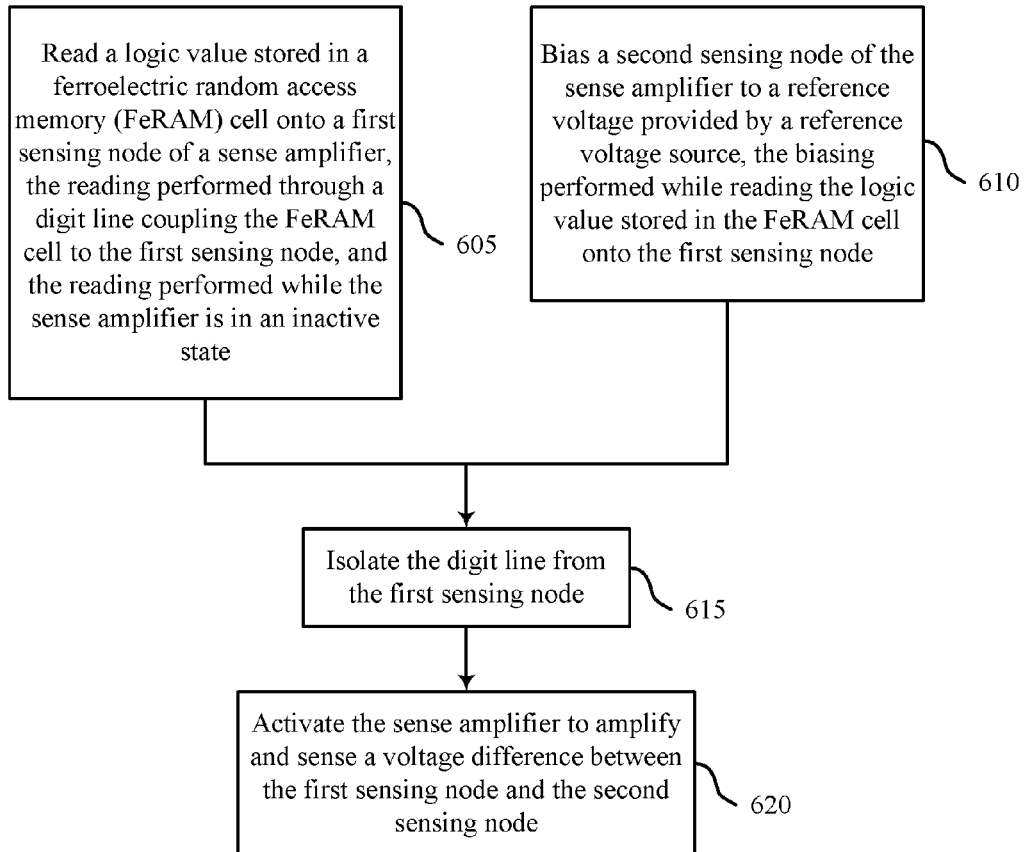 Read a logic value stored in a
ferroelectric random access
memory (FeRAM) cell onto a first
sensing node of a sense amplifier,
the reading performed through a
digit line coupling the FeRAM
cell to the first sensing node, and
the reading performed while the
sense amplifier is in an inactive
state
605
Bias a second sensing node of the
sense amplifier to a reference
voltage provided by a reference
voltage source, the biasing
performed while reading the logic
value stored in the FeRAM cell
onto the first sensing node
610
Isolate the digit line from
the first sensing node
615
Activate the sense amplifier to amplify
and sense a voltage difference between
the first sensing node and the second
sensing node
620